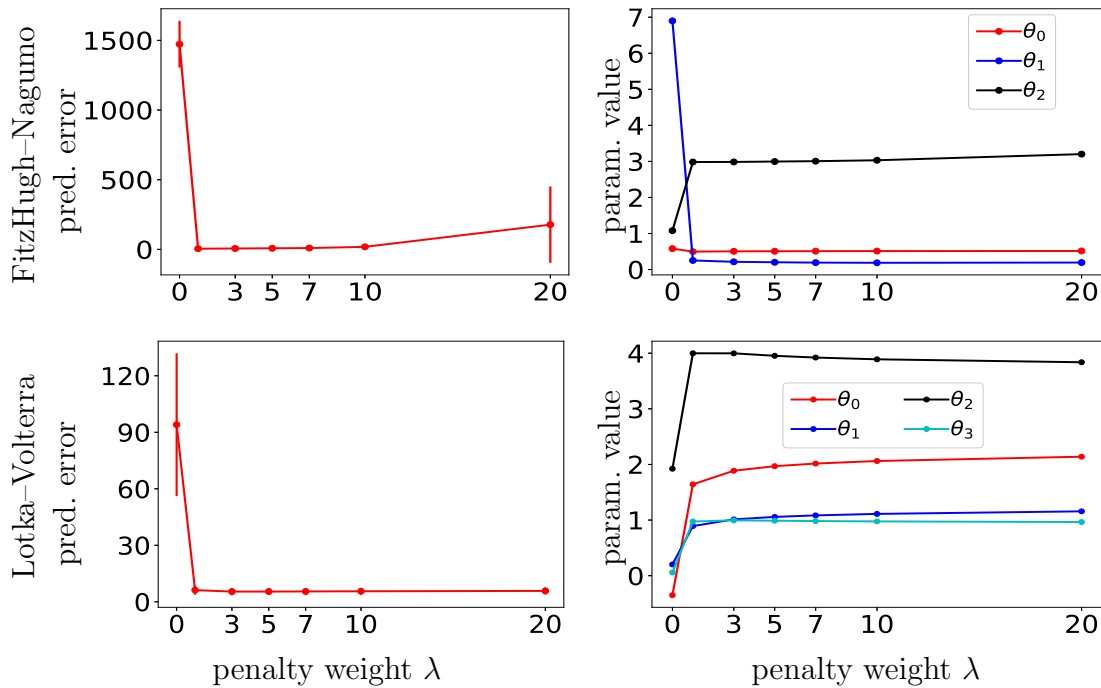 FitzHugh–Nagumo
pred. error
1500
1000
500
0
0 3 5 7 10 20
param. value
7
6
5
4
3
2
1
0
θ0
θ1
θ2
0 3 5 7 10 20
Lotka–Volterra
pred. error
120
90
60
30
0
0 3 5 7 10 20
penalty weight λ
param. value
4
3
2
1
0
θ0 θ2
θ1 θ3
0 3 5 7 10 20
penalty weight λ